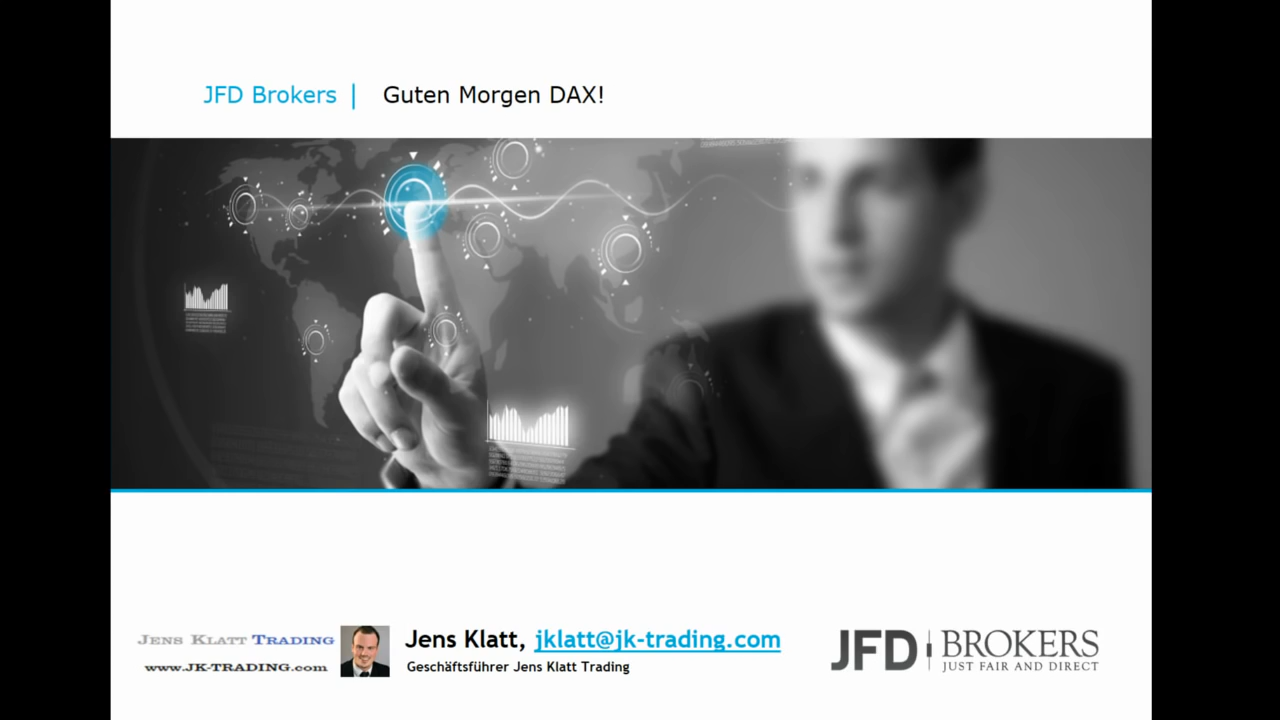 JFD Brokers | Guten Morgen DAX!
JENS KLATT TRADING
www.JK-TRADING.com
Jens Klatt, jklatt@jk-trading.com
Geschäftsführer Jens Klatt Trading
JFD BROKERS
JUST FAIR AND DIRECT